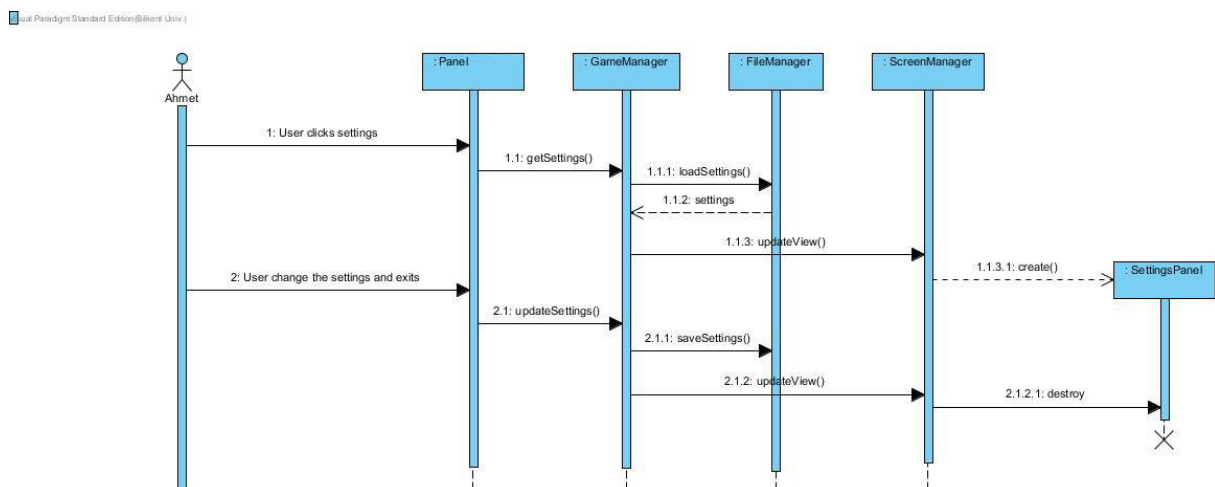 Visual Paradigm Standard Edition(Bilkent Univ.)
: Panel
: GameManager
: FileManager
: ScreenManager
Ahmet
1: User clicks settings
1.1: getSettings()
1.1.1: loadSettings()
1.1.2: settings
1.1.3: updateView()
1.1.3.1: create()
: SettingsPanel
2: User change the settings and exits
2.1: updateSettings()
2.1.1: saveSettings()
2.1.2: updateView()
2.1.2.1: destroy